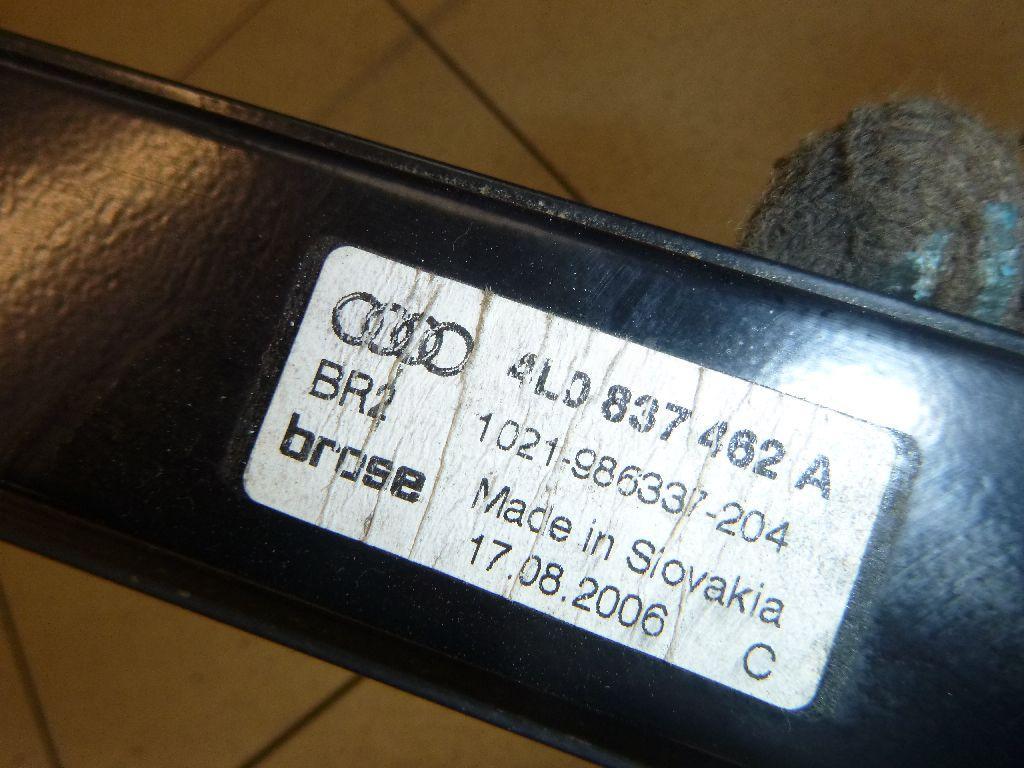 4L0 837 462 A
BR2 1021-986337-204
brose Made in Slovakia
17.08.2006 C